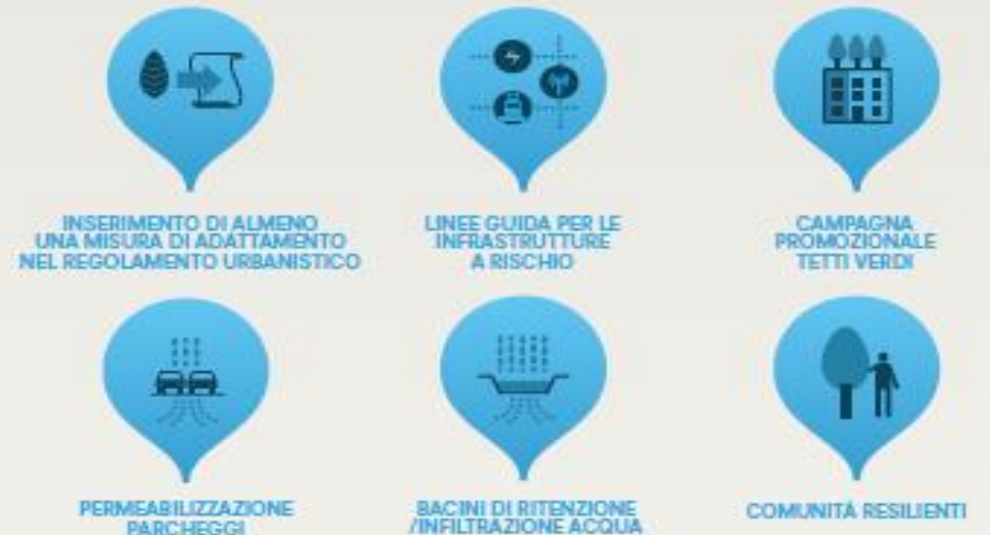 INSERIMENTO DI ALMENO
UNA MISURA DI ADATTAMENTO
NEL REGOLAMENTO URBANISTICO
LINEE GUIDA PER LE
INFRASTRUTTURE
A RISCHIO
CAMPAGNA
PROMOZIONALE
TETTI VERDI
PERMEABILIZZAZIONE
PARCHEGGI
BACINI DI RITENZIONE
/INFILTRAZIONE ACQUA
COMUNITÀ RESILIENTI